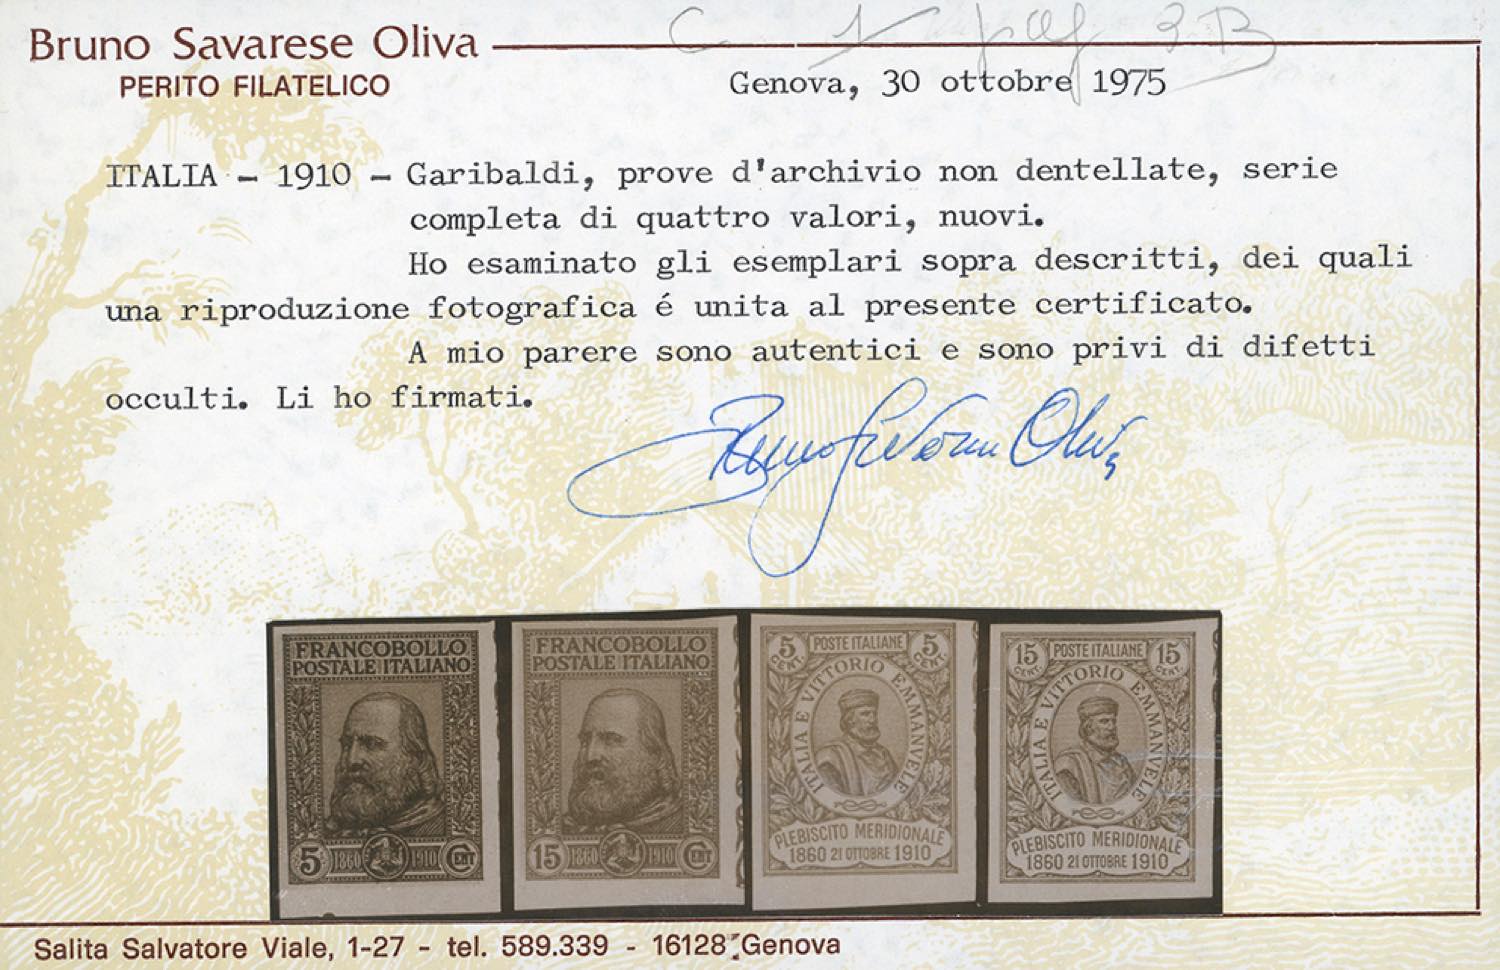 Bruno Savarese Oliva
PERITO FILATELICO
Genova, 30 ottobre 1975
ITALIA - 1910 - Garibaldi, prove d'archivio non dentellate, serie
completa di quattro valori, nuovi.
Ho esaminato gli esemplari sopra descritti, dei quali
una riproduzione fotografica é unita al presente certificato.
A mio parere sono autentici e sono privi di difetti
occulti. Li ho firmati.
Bruno Savarese Oliva
FRANCOBOLLO
POSTALE ITALIANO
5 1860 1910 CENT
FRANCOBOLLO
POSTALE ITALIANO
15 1860 1910 CENT
5 CENT. POSTE ITALIANE 5 CENT.
ITALIA E VITTORIO EMMANVELE
PLEBISCITO MERIDIONALE
1860 21 OTTOBRE 1910
15 CENT. POSTE ITALIANE 15 CENT.
ITALIA E VITTORIO EMMANVELE
PLEBISCITO MERIDIONALE
1860 21 OTTOBRE 1910
Salita Salvatore Viale, 1-27 - tel. 589.339 - 16128 Genova